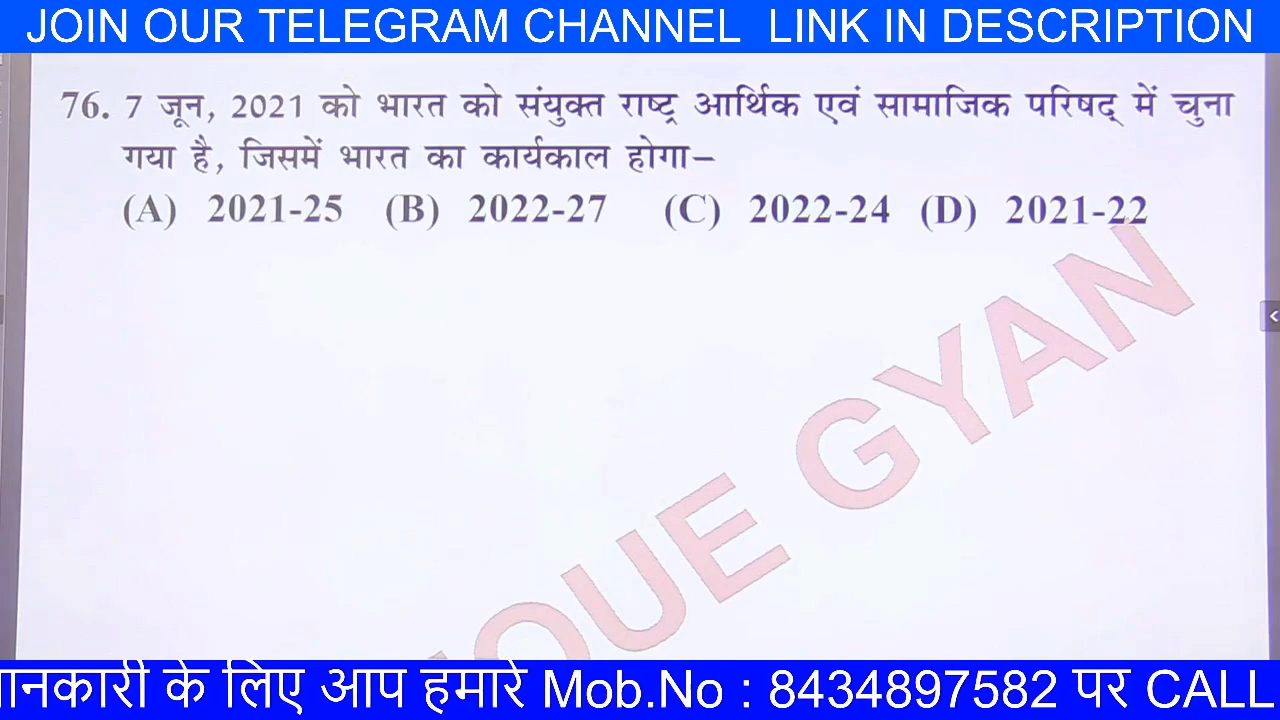 JOIN OUR TELEGRAM CHANNEL LINK IN DESCRIPTION
76. 7 जून, 2021 को भारत को संयुक्त राष्ट्र आर्थिक एवं सामाजिक परिषद् में चुना
गया है, जिसमें भारत का कार्यकाल होगा–
(A) 2021-25 (B) 2022-27 (C) 2022-24 (D) 2021-22
QUE GYAN
के लिए आप हमारे Mob.No : 8434897582 पर CALL